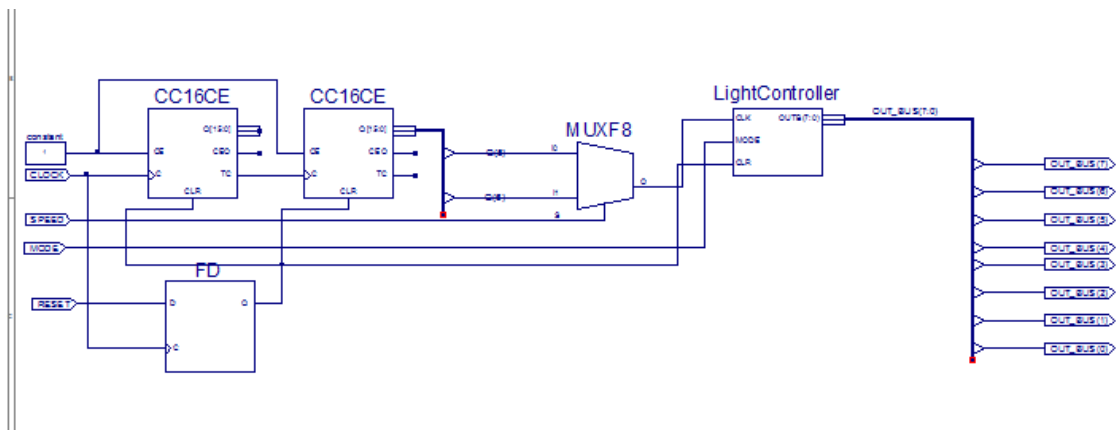 CC16CE
CC16CE
LightController
MUXF8
FD
constant
1
CLOCK
SPEED
MODE
RESET
CE
C
CLR
Q[15:0]
CEO
TC
CE
C
CLR
Q[15:0]
CEO
TC
I0
I1
S
O
CLK
MODE
CLR
OUTS(7:0)
OUT_BUS(7:0)
D
Q
C
OUT_BUS(7)
OUT_BUS(6)
OUT_BUS(5)
OUT_BUS(4)
OUT_BUS(3)
OUT_BUS(2)
OUT_BUS(1)
OUT_BUS(0)